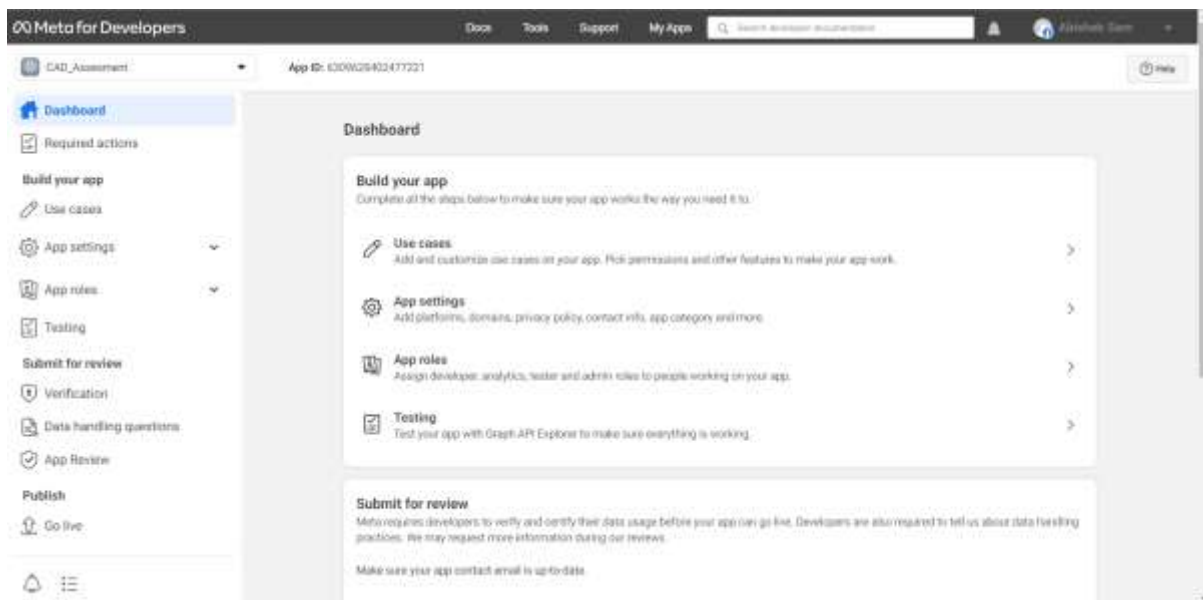 Meta for Developers
Docs Tools Support My Apps Search developer documentation
CAD_Assessment
App ID:
Help
Dashboard
Required actions
Build your app
Use cases
App settings
App roles
Testing
Submit for review
Verification
Data handling questions
App Review
Publish
Go live
Dashboard
Build your app
Complete all the steps below to make sure your app works the way you need it to.
Use cases
Add and customize use cases on your app. Pick permissions and other features to make your app work.
App settings
Add platforms, domains, privacy policy, contact info, app category and more.
App roles
Assign developer, analytics, tester and admin roles to people working on your app.
Testing
Test your app with Graph API Explorer to make sure everything is working.
Submit for review
Meta requires developers to verify and certify their data usage before your app can go live. Developers are also required to tell us about data handling
practices. We may request more information during our reviews.
Make sure your app contact email is up-to-date.